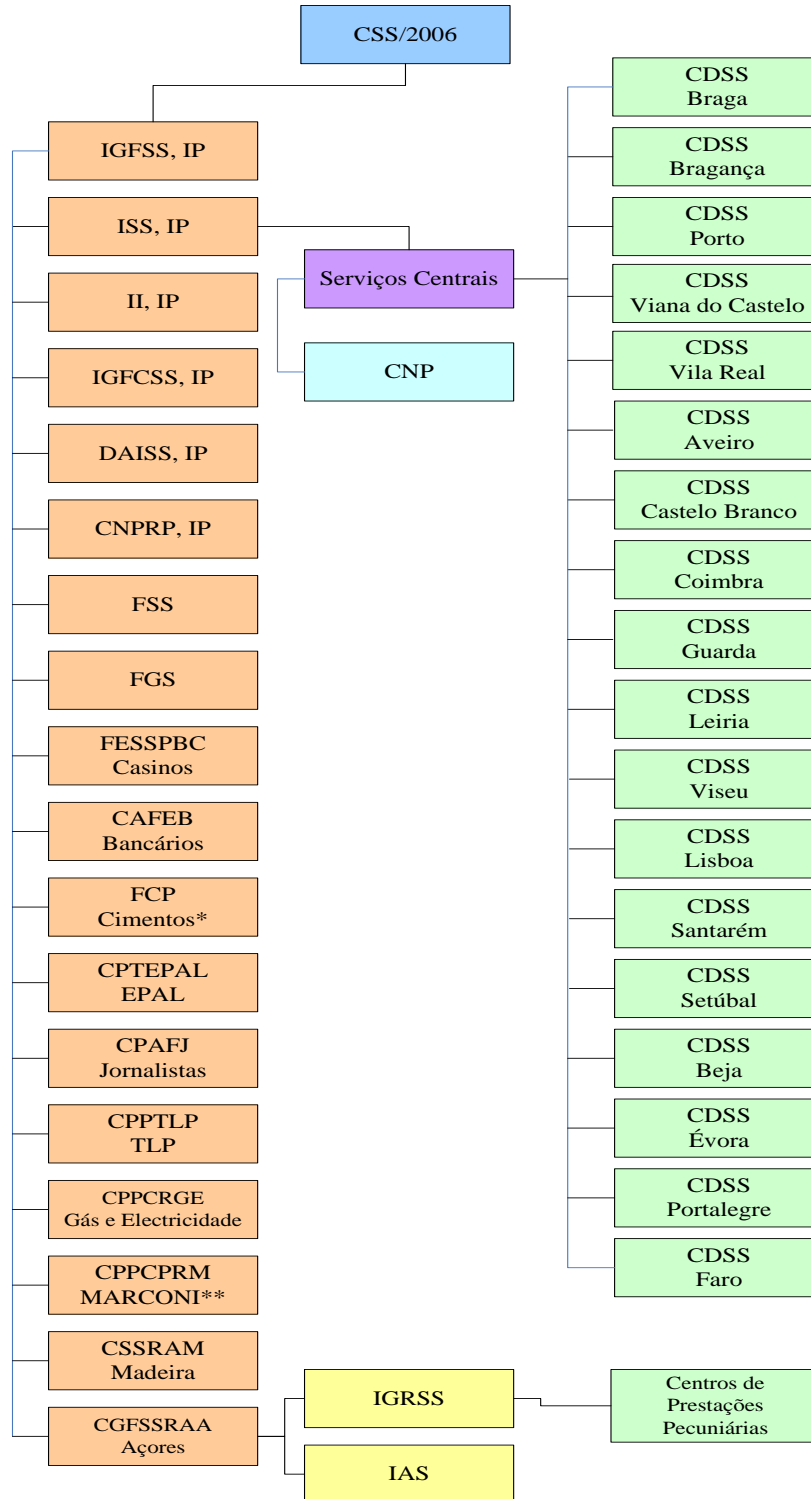 CSS/2006
IGFSS, IP
ISS, IP
II, IP
IGFCSS, IP
DAISS, IP
CNPRP, IP
FSS
FGS
FESSPBC
Casinos
CAFEB
Bancários
FCP
Cimentos*
CPTEPAL
EPAL
CPAFJ
Jornalistas
CPPTLP
TLP
CPPCRGE
Gás e Electricidade
CPPCPRM
MARCONI**
CSSRAM
Madeira
CGFSSRAA
Açores
Serviços Centrais
CNP
IGRSS
IAS
CDSS
Braga
CDSS
Bragança
CDSS
Porto
CDSS
Viana do Castelo
CDSS
Vila Real
CDSS
Aveiro
CDSS
Castelo Branco
CDSS
Coimbra
CDSS
Guarda
CDSS
Leiria
CDSS
Viseu
CDSS
Lisboa
CDSS
Santarém
CDSS
Setúbal
CDSS
Beja
CDSS
Évora
CDSS
Portalegre
CDSS
Faro
Centros de
Prestações
Pecuniárias